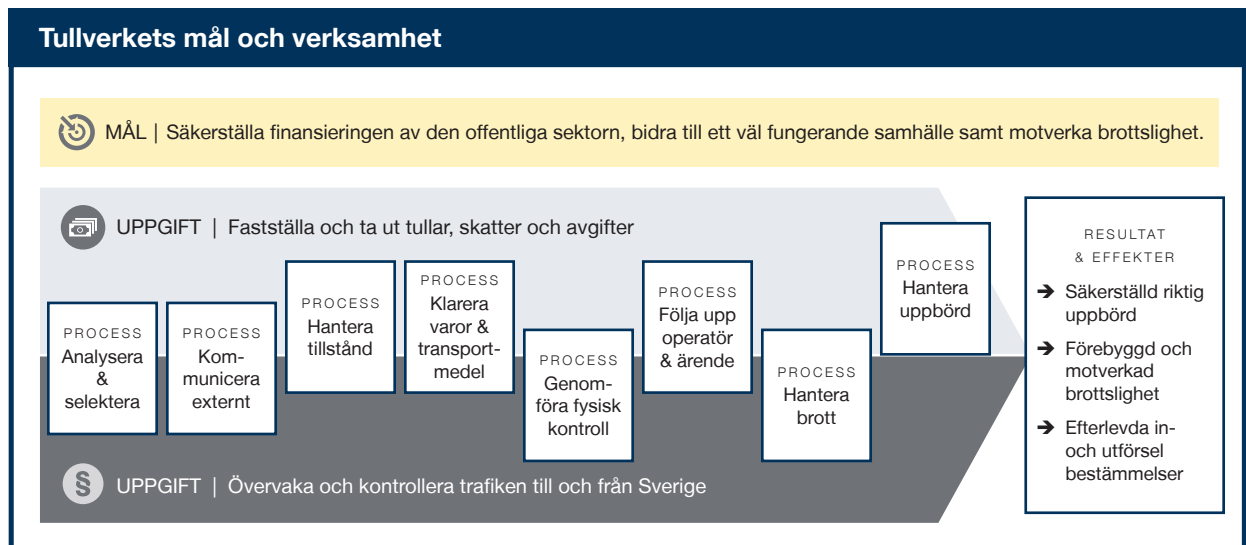 Tullverkets mål och verksamhet
MÅL | Säkerställa finansieringen av den offentliga sektorn, bidra till ett väl fungerande samhälle samt motverka brottslighet.
UPPGIFT | Fastställa och ta ut tullar, skatter och avgifter
PROCESS
Analysera
&
selektera
PROCESS
Kom-
municera
externt
PROCESS
Hantera
tillstånd
PROCESS
Klarera
varor &
transport-
medel
PROCESS
Genom-
föra fysisk
kontroll
PROCESS
Följa upp
operatör
& ärende
PROCESS
Hantera
brott
PROCESS
Hantera
uppbörd
§ UPPGIFT | Övervaka och kontrollera trafiken till och från Sverige
RESULTAT
& EFFEKTER
➔ Säkerställd riktig
uppbörd
➔ Förebyggd och
motverkad
brottslighet
➔ Efterlevda in-
och utförsel
bestämmelser